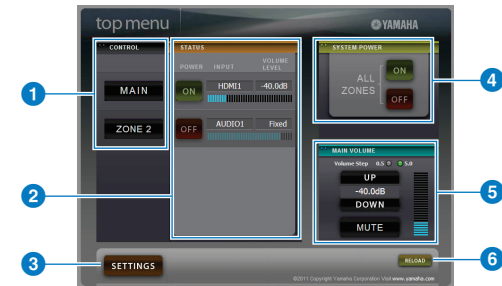 top menu
YAMAHA
CONTROL
STATUS
SYSTEM POWER
POWER INPUT VOLUME LEVEL
MAIN
ON HDMI1 -40.0dB
ALL ZONES
ON
OFF
ZONE 2
OFF AUDIO1 Fixed
MAIN VOLUME
Volume Step 0.5 5.0
UP
-40.0dB
DOWN
MUTE
SETTINGS
RELOAD
©2011 Copyright Yamaha Corporation Visit www.yamaha.com
1
2
3
4
5
6